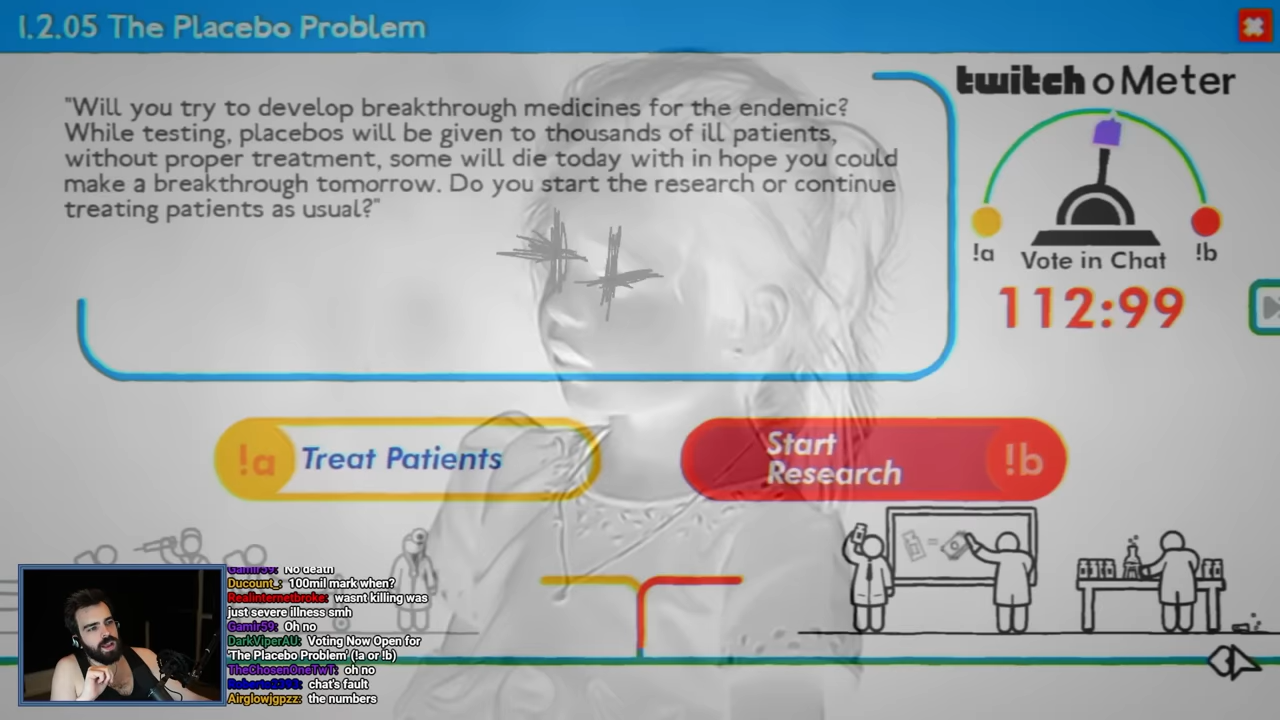 1.2.05 The Placebo Problem
"Will you try to develop breakthrough medicines for the endemic?
While testing, placebos will be given to thousands of ill patients,
without proper treatment, some will die today with in hope you could
make a breakthrough tomorrow. Do you start the research or continue
treating patients as usual?"
twitch o Meter
!a Vote in Chat !b
112:99
!a Treat Patients
Start
Research !b
Gamir59: No death
Ducount_: 100mil mark when?
Realinternetbroke: wasnt killing was
just severe illness smh
Gamir59: Oh no
DarkViperAU: Voting Now Open for
'The Placebo Problem' (!a or !b)
TheChosenOneTwT: oh no
chat's fault
Airglowjgpzz: the numbers